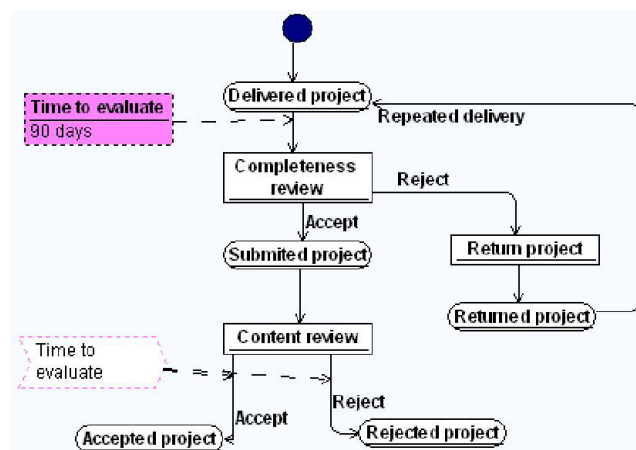 Delivered project
Time to evaluate
90 days
Repeated delivery
Completeness
review
Reject
Accept
Submited project
Return project
Returned project
Content review
Time to
evaluate
Accept
Reject
Accepted project
Rejected project